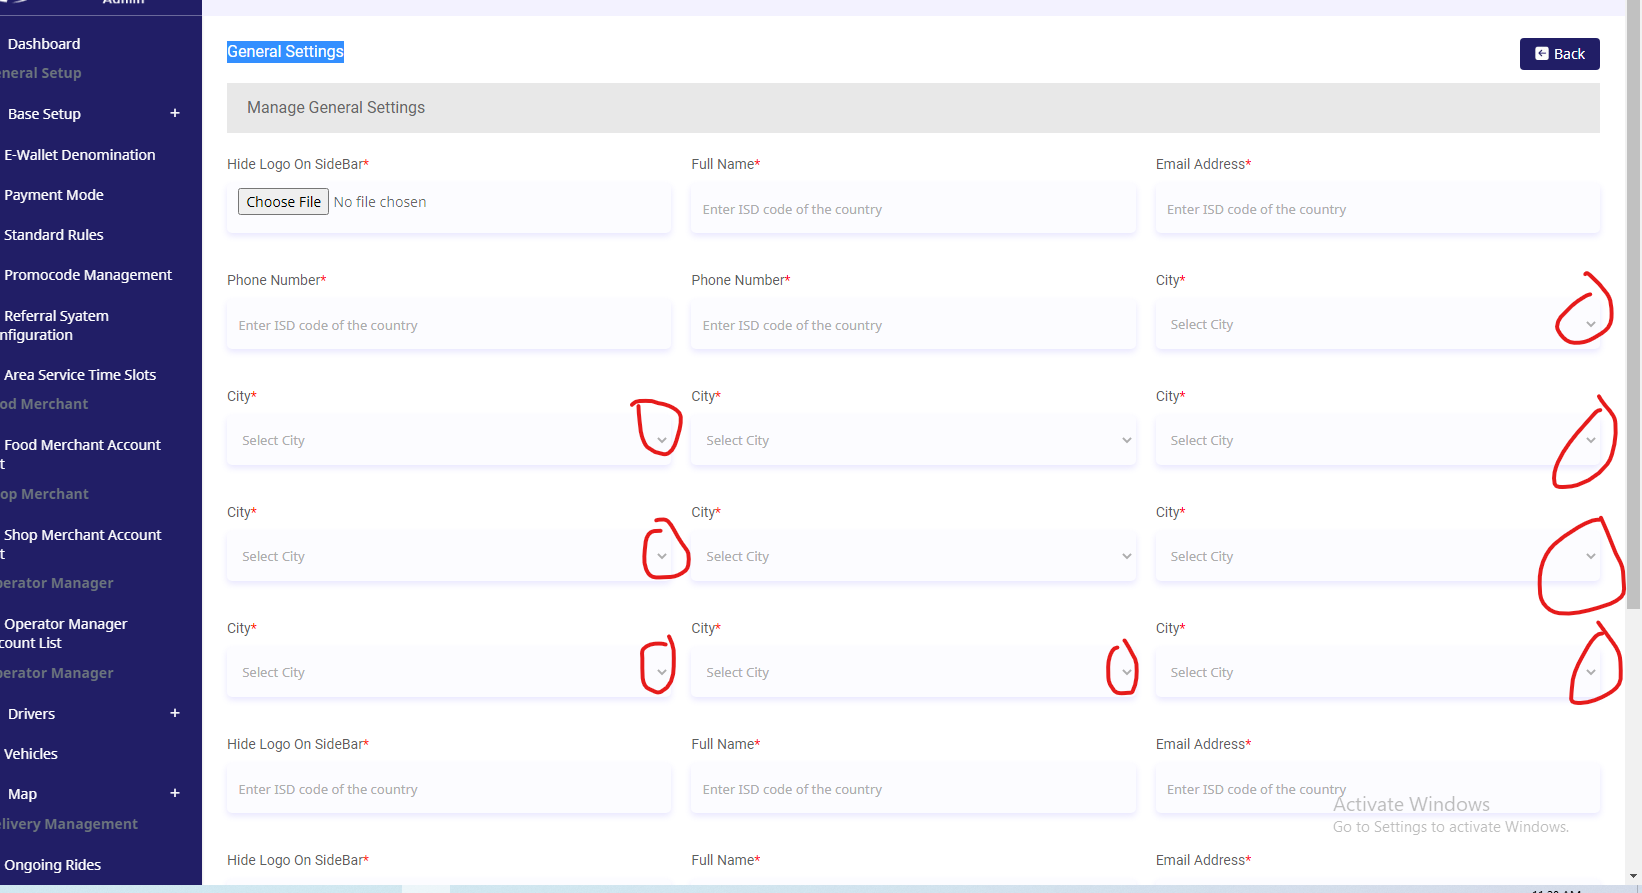 Admin
Dashboard
neral Setup
Base Setup +
E-Wallet Denomination
Payment Mode
Standard Rules
Promocode Management
Referral Syatem
nfiguration
Area Service Time Slots
od Merchant
Food Merchant Account
t
op Merchant
Shop Merchant Account
t
perator Manager
Operator Manager
count List
perator Manager
Drivers +
Vehicles
Map +
elivery Management
Ongoing Rides
General Settings
Back
Manage General Settings
Hide Logo On SideBar* Full Name* Email Address*
Choose File No file chosen Enter ISD code of the country Enter ISD code of the country
Phone Number* Phone Number* City*
Enter ISD code of the country Enter ISD code of the country Select City
City* City* City*
Select City Select City Select City
City* City* City*
Select City Select City Select City
City* City* City*
Select City Select City Select City
Hide Logo On SideBar* Full Name* Email Address*
Enter ISD code of the country Enter ISD code of the country Enter ISD code of the country
Activate Windows
Go to Settings to activate Windows.
Hide Logo On SideBar* Full Name* Email Address*